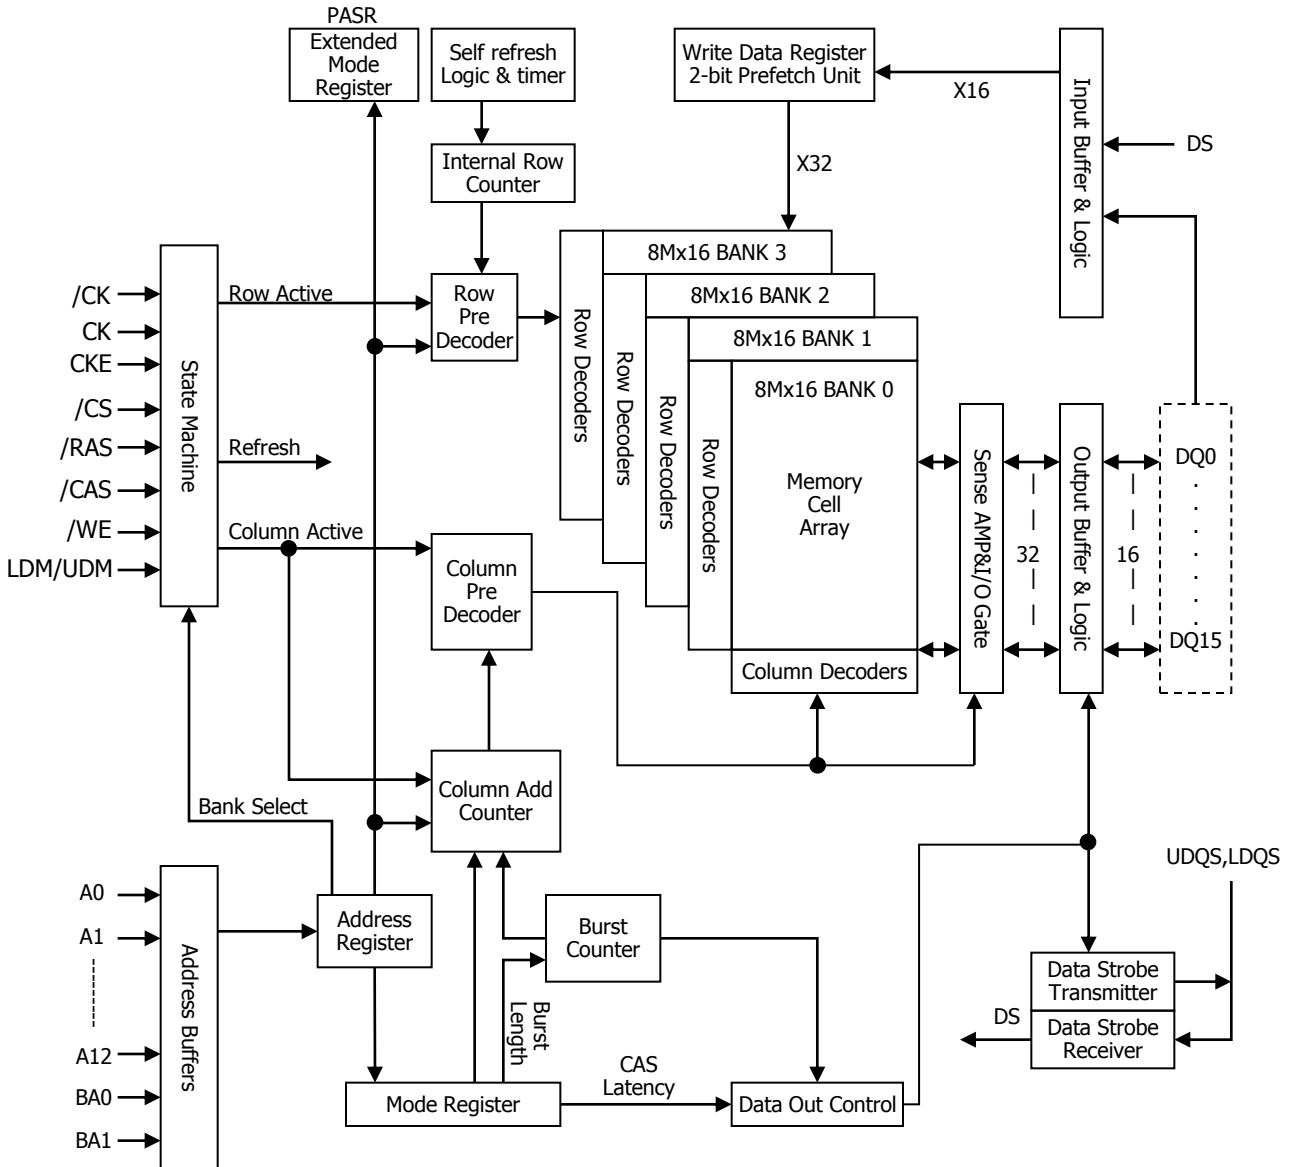 PASR
Extended
Mode
Register
Self refresh
Logic & timer
Write Data Register
2-bit Prefetch Unit
X16
Input Buffer & Logic
DS
Internal Row
Counter
X32
8Mx16 BANK 3
8Mx16 BANK 2
8Mx16 BANK 1
8Mx16 BANK 0
/CK
CK
CKE
/CS
/RAS
/CAS
/WE
LDM/UDM
State Machine
Row Active
Refresh
Column Active
Row
Pre
Decoder
Row Decoders
Row Decoders
Row Decoders
Row Decoders
Memory
Cell
Array
Sense AMP&I/O Gate
32
Output Buffer & Logic
16
DQ0
DQ15
Column
Pre
Decoder
Column Decoders
Bank Select
Column Add
Counter
A0
A1
A12
BA0
BA1
Address Buffers
Address
Register
Burst
Counter
Burst
Length
CAS
Latency
Mode Register
Data Out Control
UDQS,LDQS
Data Strobe
Transmitter
DS
Data Strobe
Receiver